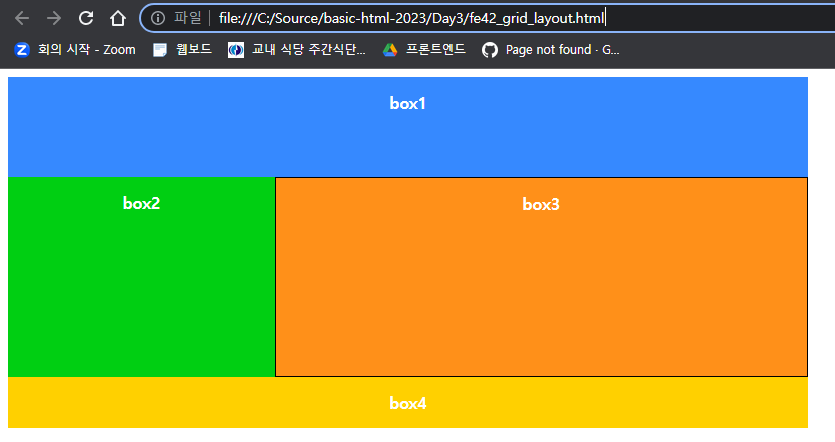 파일 file:///C:/Source/basic-html-2023/Day3/fe42_grid_layout.html
회의 시작 - Zoom 웹보드 교내 식당 주간식단... 프론트엔드 Page not found · G...
box1
box2 box3
box4